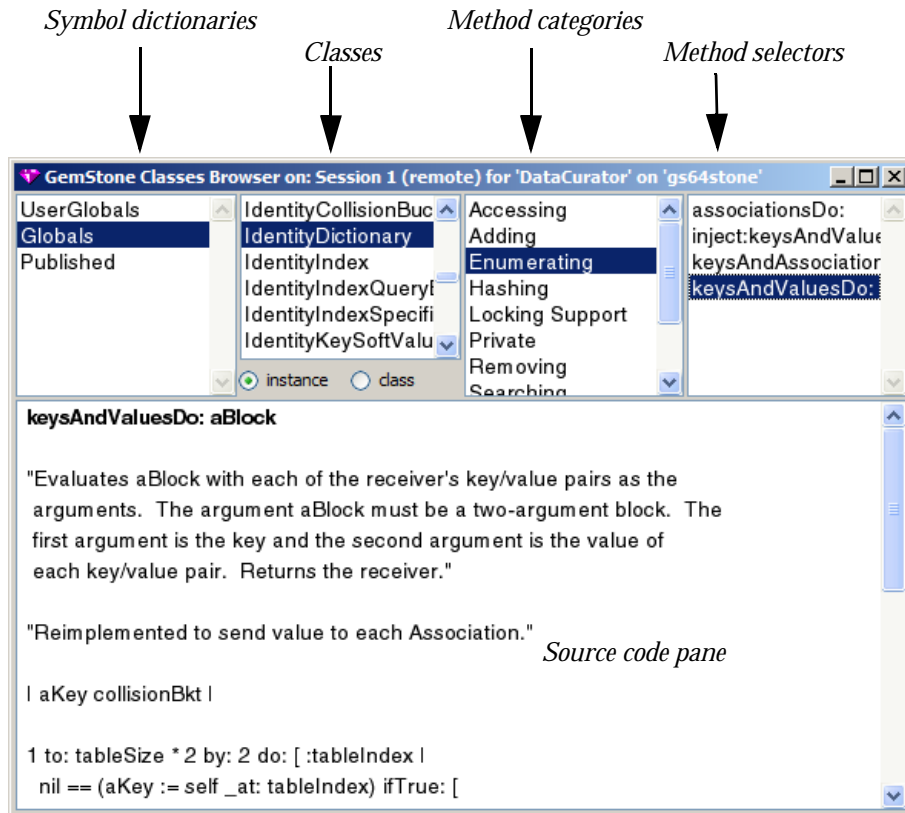 Symbol dictionaries
Classes
Method categories
Method selectors
GemStone Classes Browser on: Session 1 (remote) for 'DataCurator' on 'gs64stone'
UserGlobals
Globals
Published
IdentityCollisionBuc
IdentityDictionary
IdentityIndex
IdentityIndexQueryE
IdentityIndexSpecifi
IdentityKeySoftValu
instance class
Accessing
Adding
Enumerating
Hashing
Locking Support
Private
Removing
Searching
associationsDo:
inject:keysAndValue
keysAndAssociation
keysAndValuesDo:
keysAndValuesDo: aBlock
"Evaluates aBlock with each of the receiver's key/value pairs as the
arguments. The argument aBlock must be a two-argument block. The
first argument is the key and the second argument is the value of
each key/value pair. Returns the receiver."
"Reimplemented to send value to each Association."
Source code pane
| aKey collisionBkt |
1 to: tableSize * 2 by: 2 do: [ :tableIndex |
nil == (aKey := self _at: tableIndex) ifTrue: [